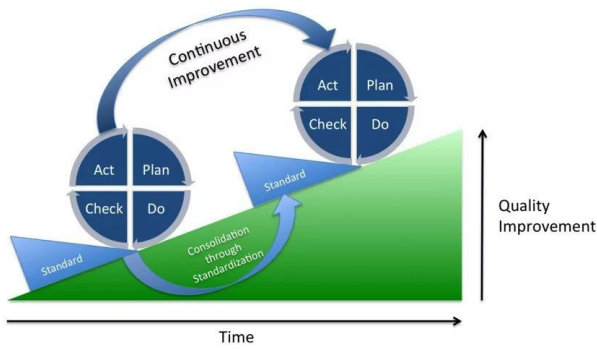 Continuous
Improvement
Act
Plan
Check
Do
Standard
Act
Plan
Check
Do
Standard
Consolidation
through
Standardization
Quality
Improvement
Time